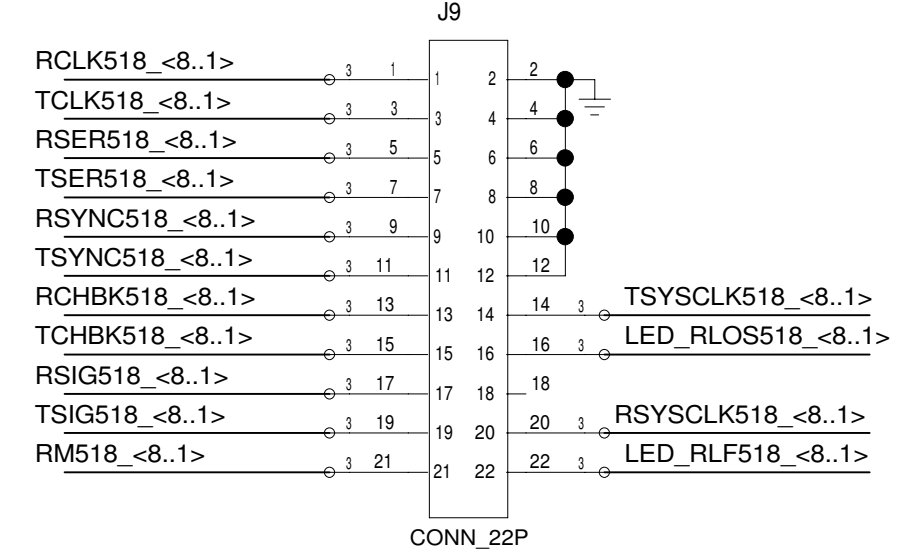 J9
RCLK518_<8..1> 3 1 1 2 2
TCLK518_<8..1> 3 3 3 4 4
RSER518_<8..1> 3 5 5 6 6
TSER518_<8..1> 3 7 7 8 8
RSYNC518_<8..1> 3 9 9 10 10
TSYNC518_<8..1> 3 11 11 12 12
RCHBK518_<8..1> 3 13 13 14 14 3 TSYSCLK518_<8..1>
TCHBK518_<8..1> 3 15 15 16 16 3 LED_RLOS518_<8..1>
RSIG518_<8..1> 3 17 17 18 18
TSIG518_<8..1> 3 19 19 20 20 3 RSYSCLK518_<8..1>
RM518_<8..1> 3 21 21 22 22 3 LED_RLF518_<8..1>
CONN_22P